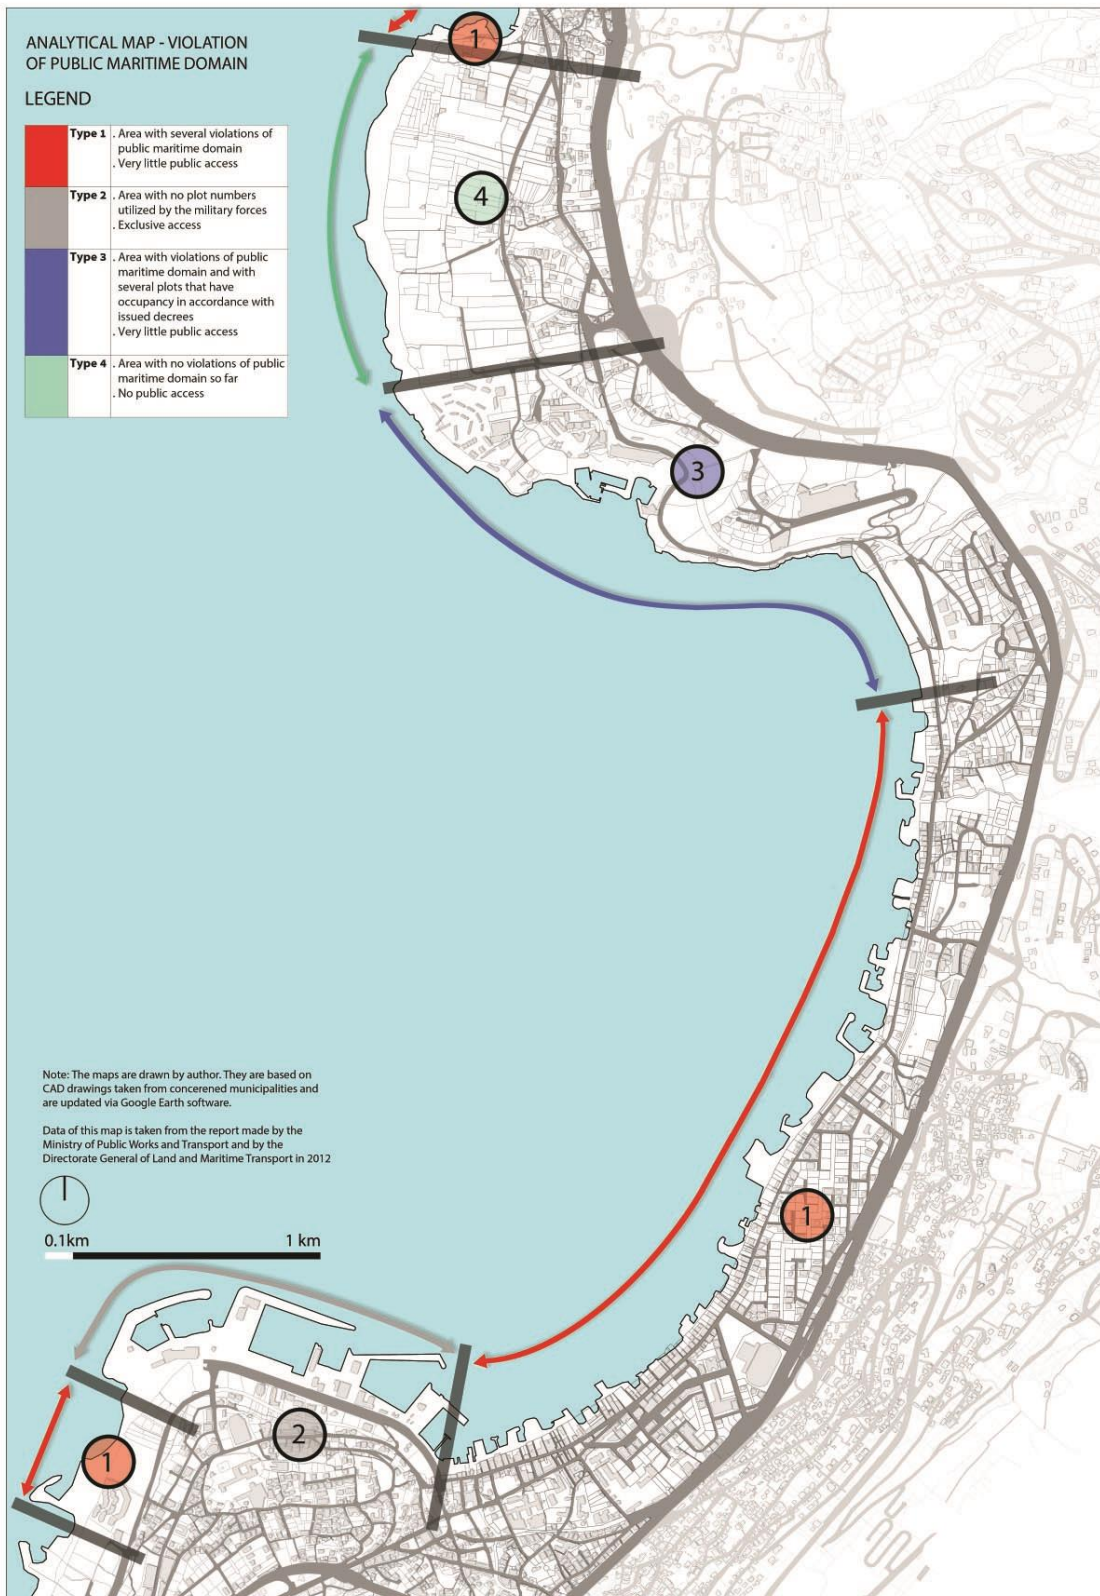 ANALYTICAL MAP - VIOLATION
OF PUBLIC MARITIME DOMAIN
LEGEND
Type 1 . Area with several violations of
public maritime domain
. Very little public access
Type 2 . Area with no plot numbers
utilized by the military forces
. Exclusive access
Type 3 . Area with violations of public
maritime domain and with
several plots that have
occupancy in accordance with
issued decrees
. Very little public access
Type 4 . Area with no violations of public
maritime domain so far
. No public access
1
4
3
Note: The maps are drawn by author. They are based on
CAD drawings taken from concerened municipalities and
are updated via Google Earth software.
Data of this map is taken from the report made by the
Ministry of Public Works and Transport and by the
Directorate General of Land and Maritime Transport in 2012
0.1km 1 km
1
2
1